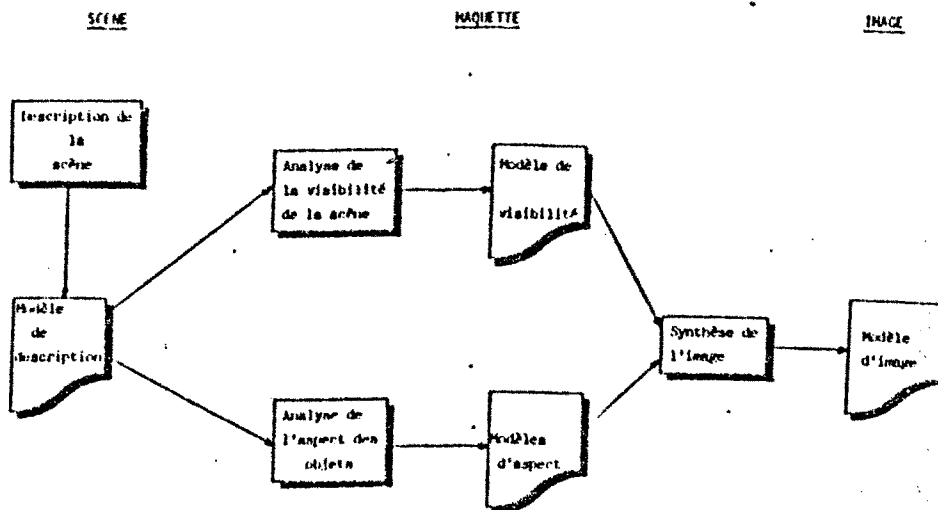 SCENE
MAQUETTE
IMAGE
Description de
la
scène
Analyse de
la visibilité
de la scène
Modèle de
visibilité
Modèle
de
description
Synthèse de
l'image
Modèle
d'image
Analyse de
l'aspect des
objets
Modèles
d'aspect